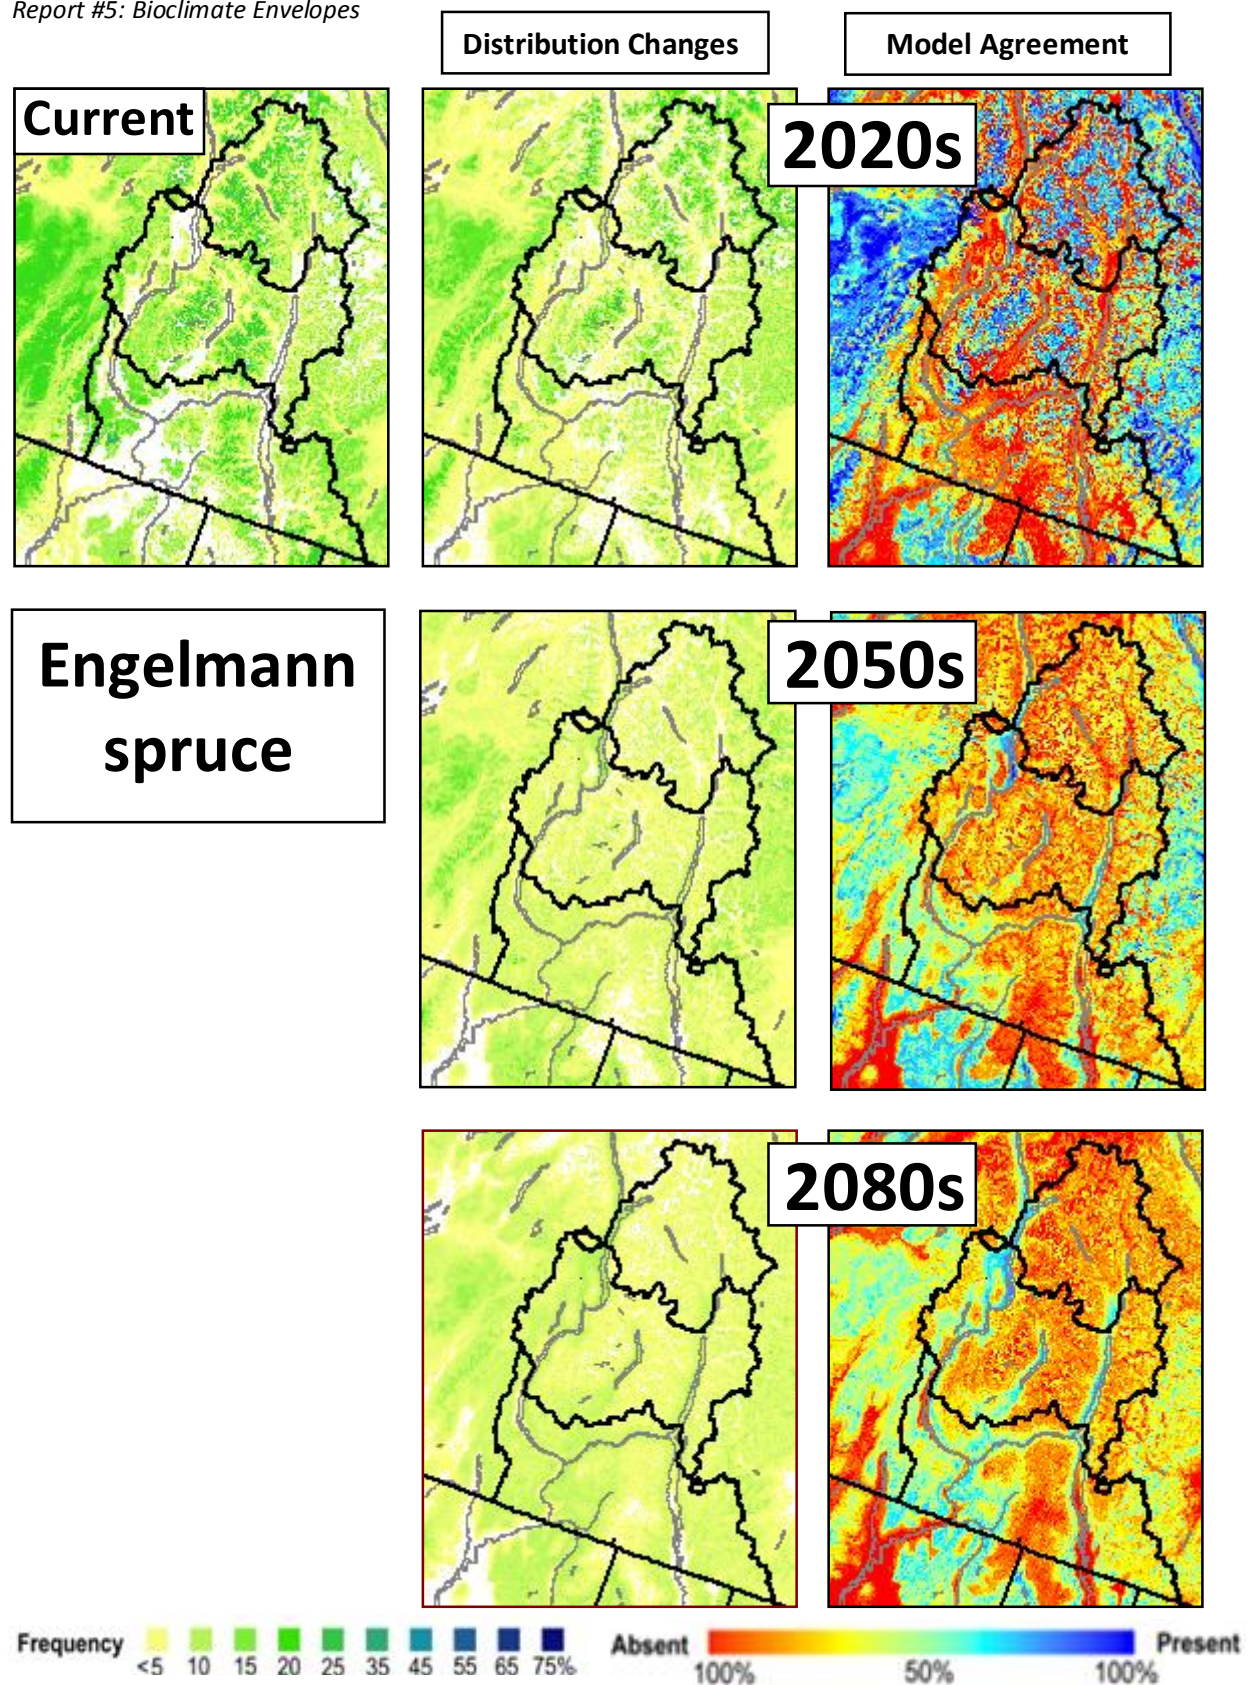 Report #5: Bioclimate Envelopes
Distribution Changes
Model Agreement
Current
2020s
Engelmann
spruce
2050s
2080s
Frequency
<5 10 15 20 25 35 45 55 65 75%
Absent
Present
100% 50% 100%